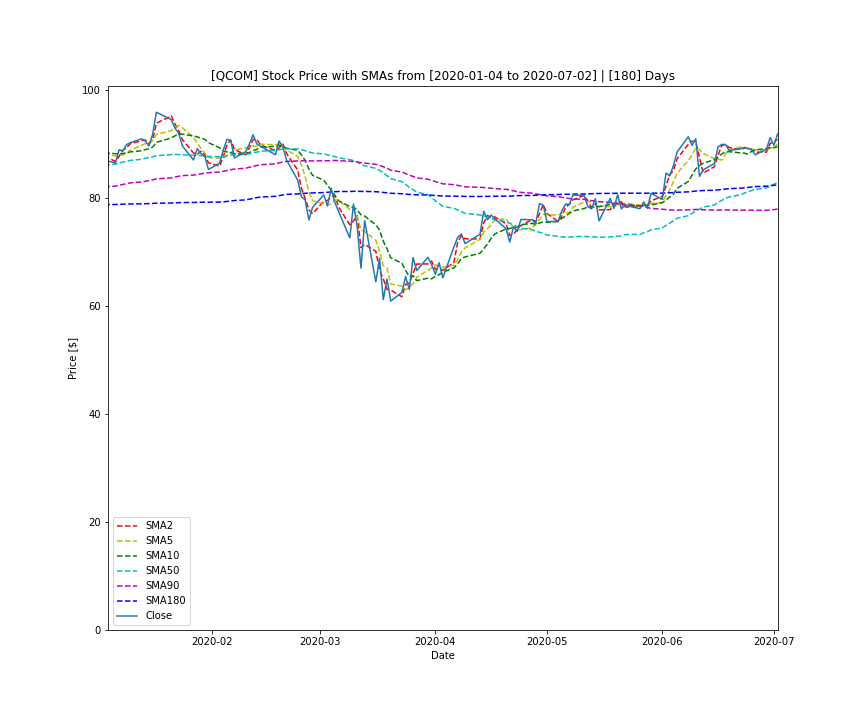 [QCOM] Stock Price with SMAs from [2020-01-04 to 2020-07-02] | [180] Days
100
80
60
40
20
0
Price [$]
SMA2
SMA5
SMA10
SMA50
SMA90
SMA180
Close
2020-02 2020-03 2020-04 2020-05 2020-06 2020-07
Date